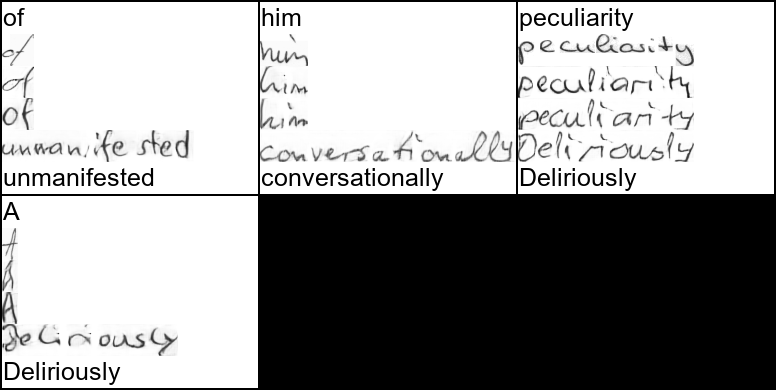 of
of
of
of
unmanifested
unmanifested
him
him
him
him
conversationally
conversationally
peculiarity
peculiarity
peculiarity
peculiarity
Deliriously
Deliriously
A
A
A
A
Deliriously
Deliriously